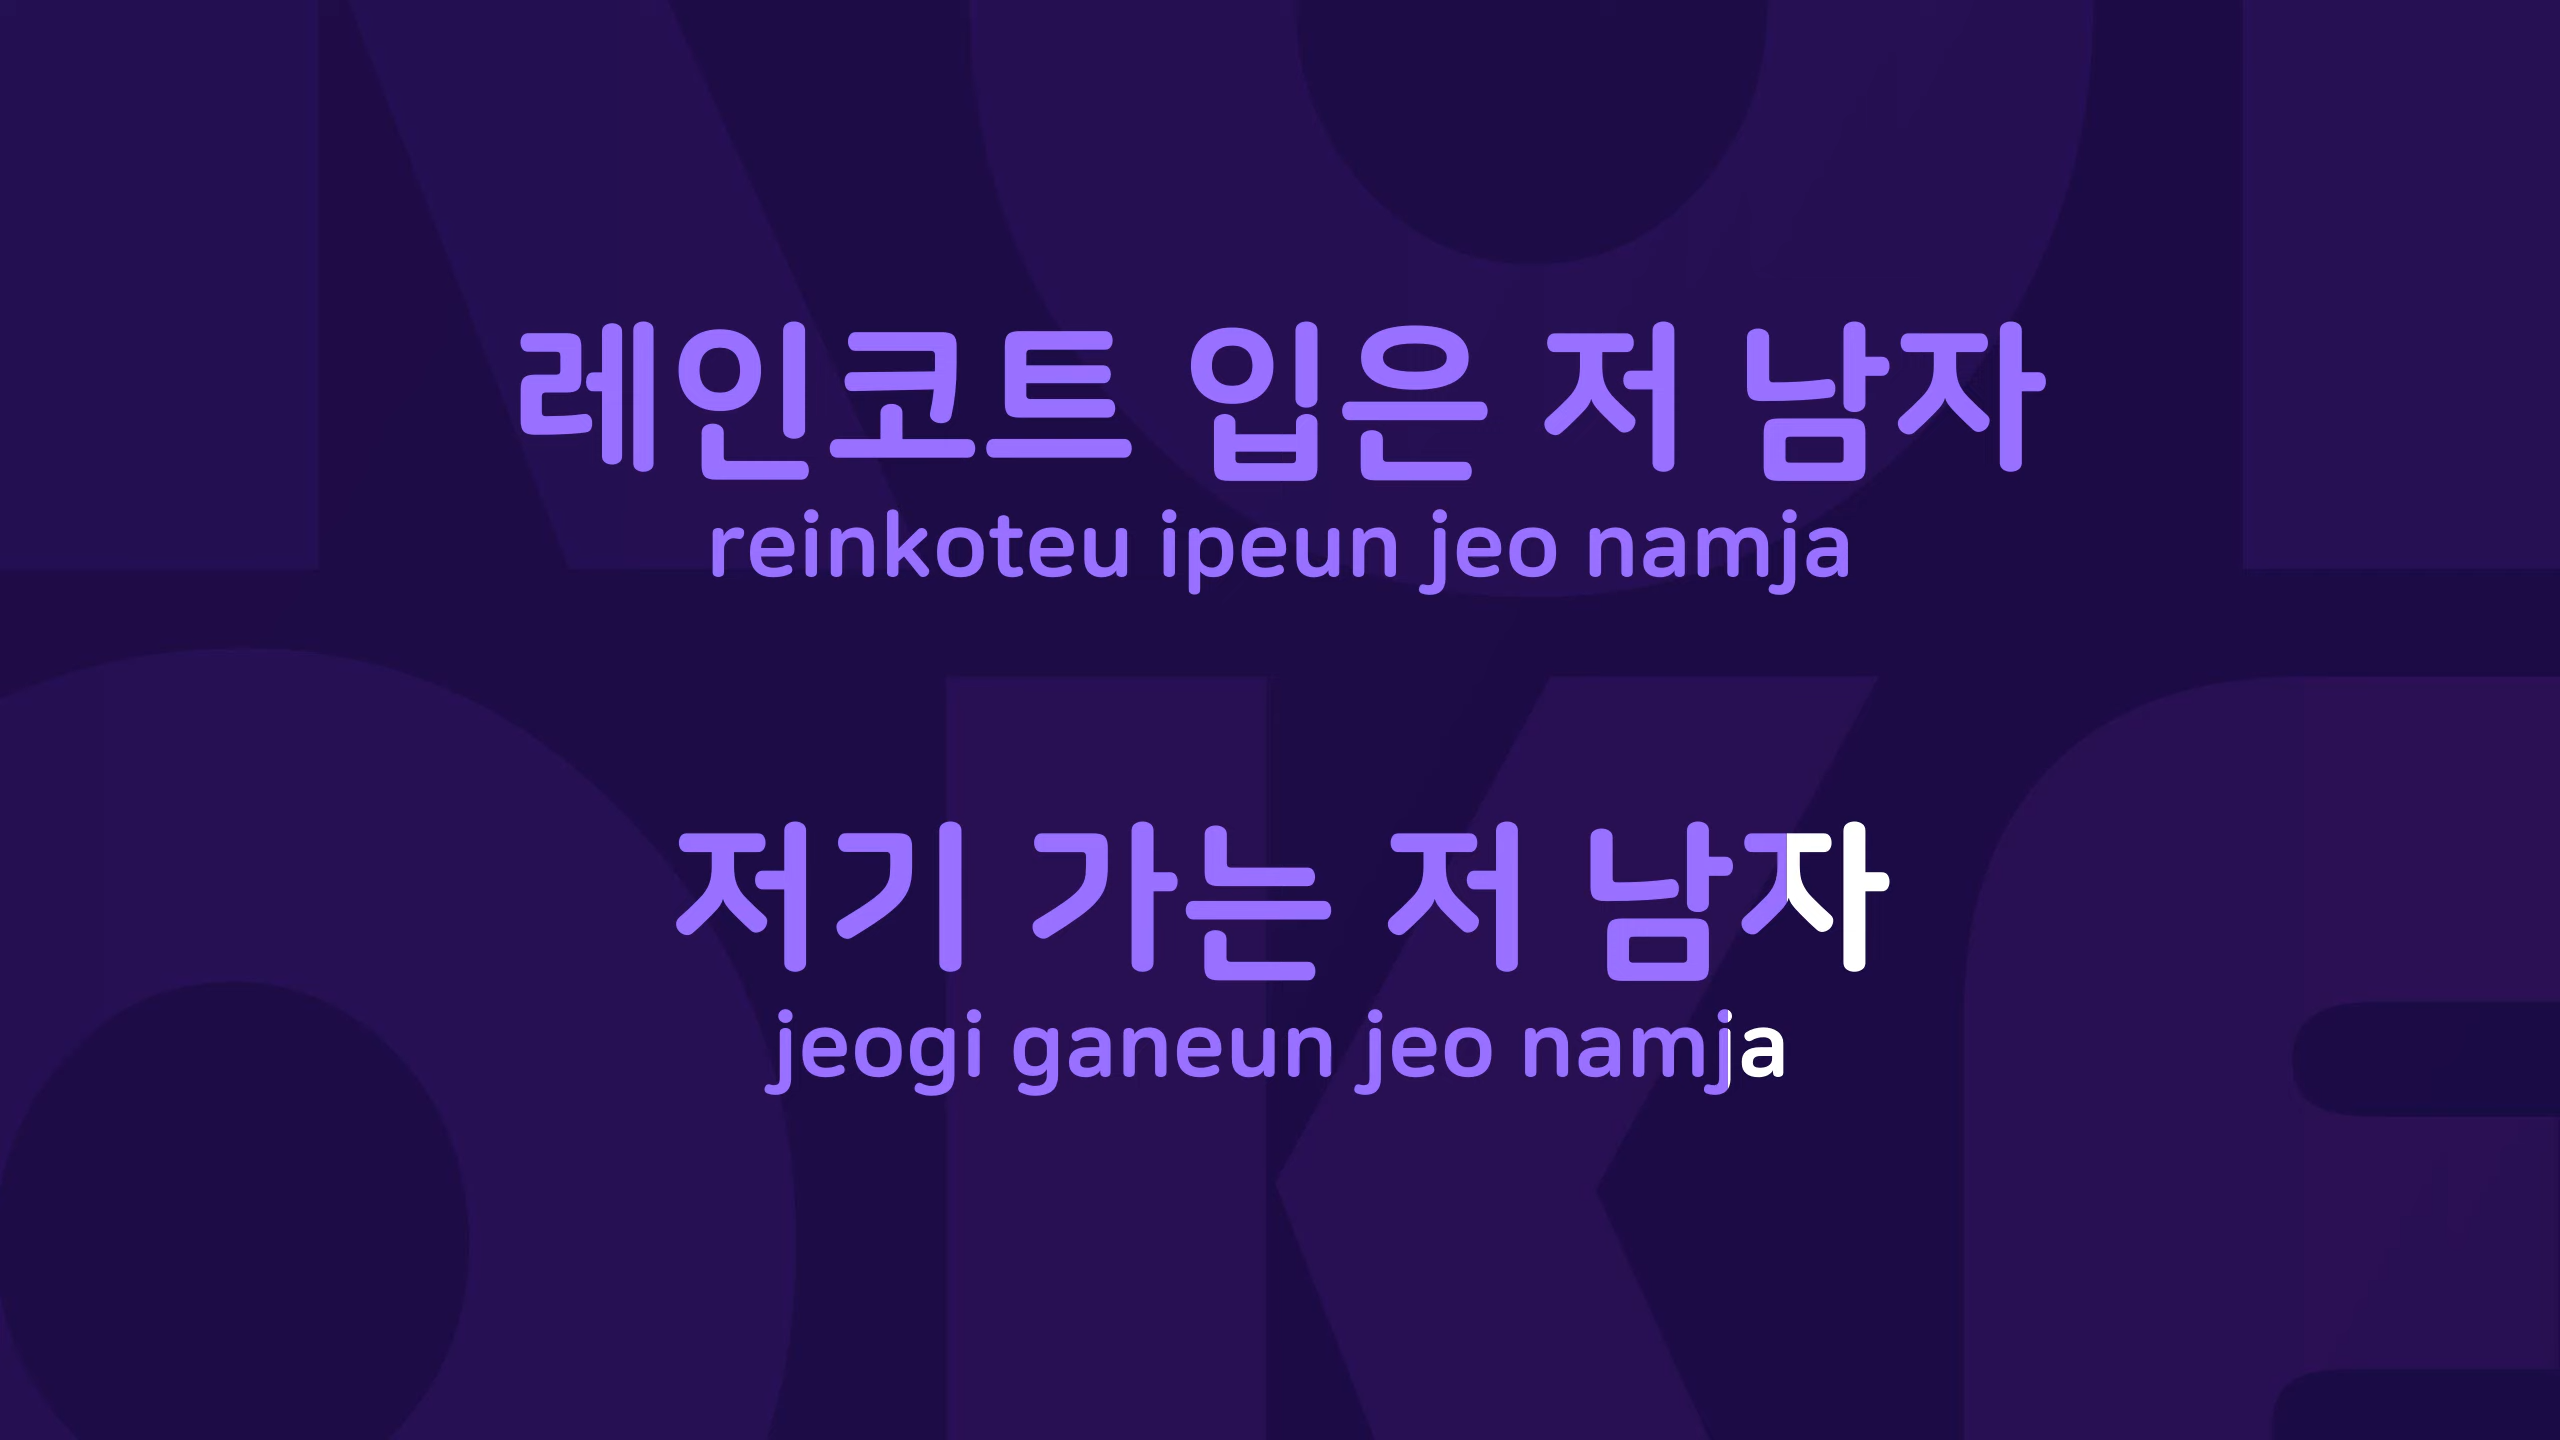 레인코트 입은 저 남자
reinkoteu ipeun jeo namja
저기 가는 저 남자
jeogi ganeun jeo namja